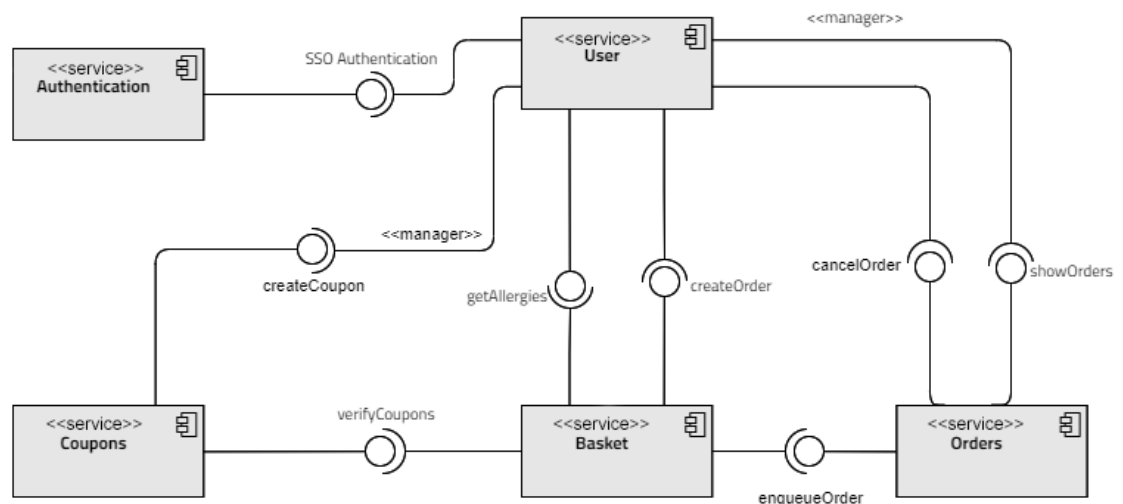 <<manager>>
<<service>>
User
SSO Authentication
<<service>>
Authentication
<<manager>>
createCoupon
getAllergies
createOrder
cancelOrder
showOrders
<<service>>
Coupons
verifyCoupons
<<service>>
Basket
<<service>>
Orders
enqueueOrder